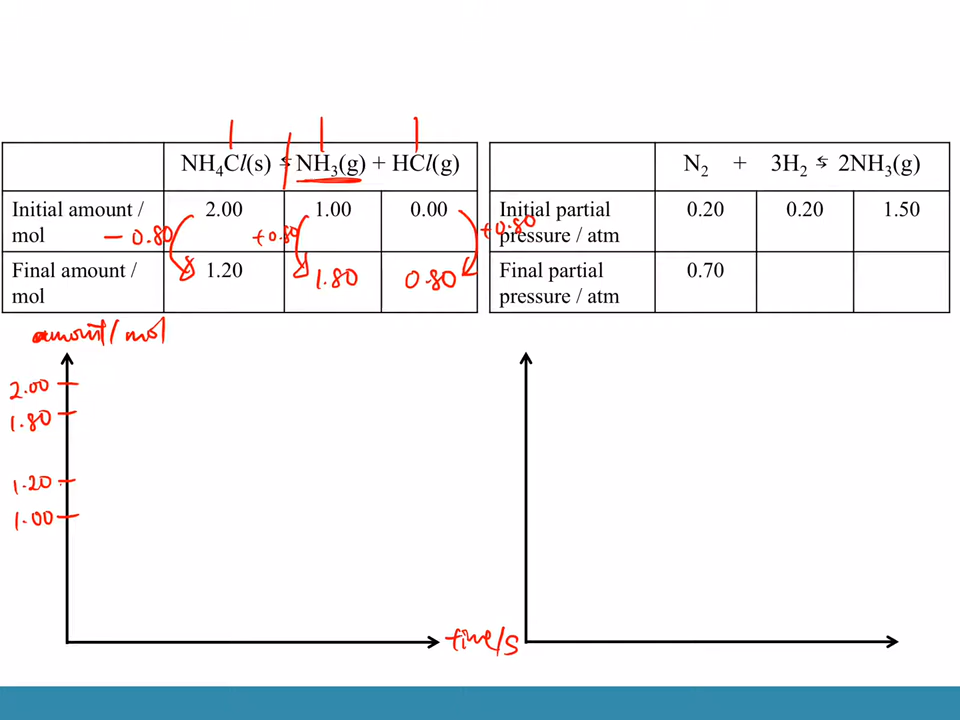 1 1 1
NH₄Cl(s) ⇆ NH₃(g) + HCl(g)
Initial amount / mol 2.00 1.00 0.00
− 0.80 +0.80 +0.80
Final amount / mol 1.20 1.80 0.80
N₂ + 3H₂ ⇆ 2NH₃(g)
Initial partial pressure / atm 0.20 0.20 1.50
Final partial pressure / atm 0.70
amount / mol
2.00
1.80
1.20
1.00
time/s